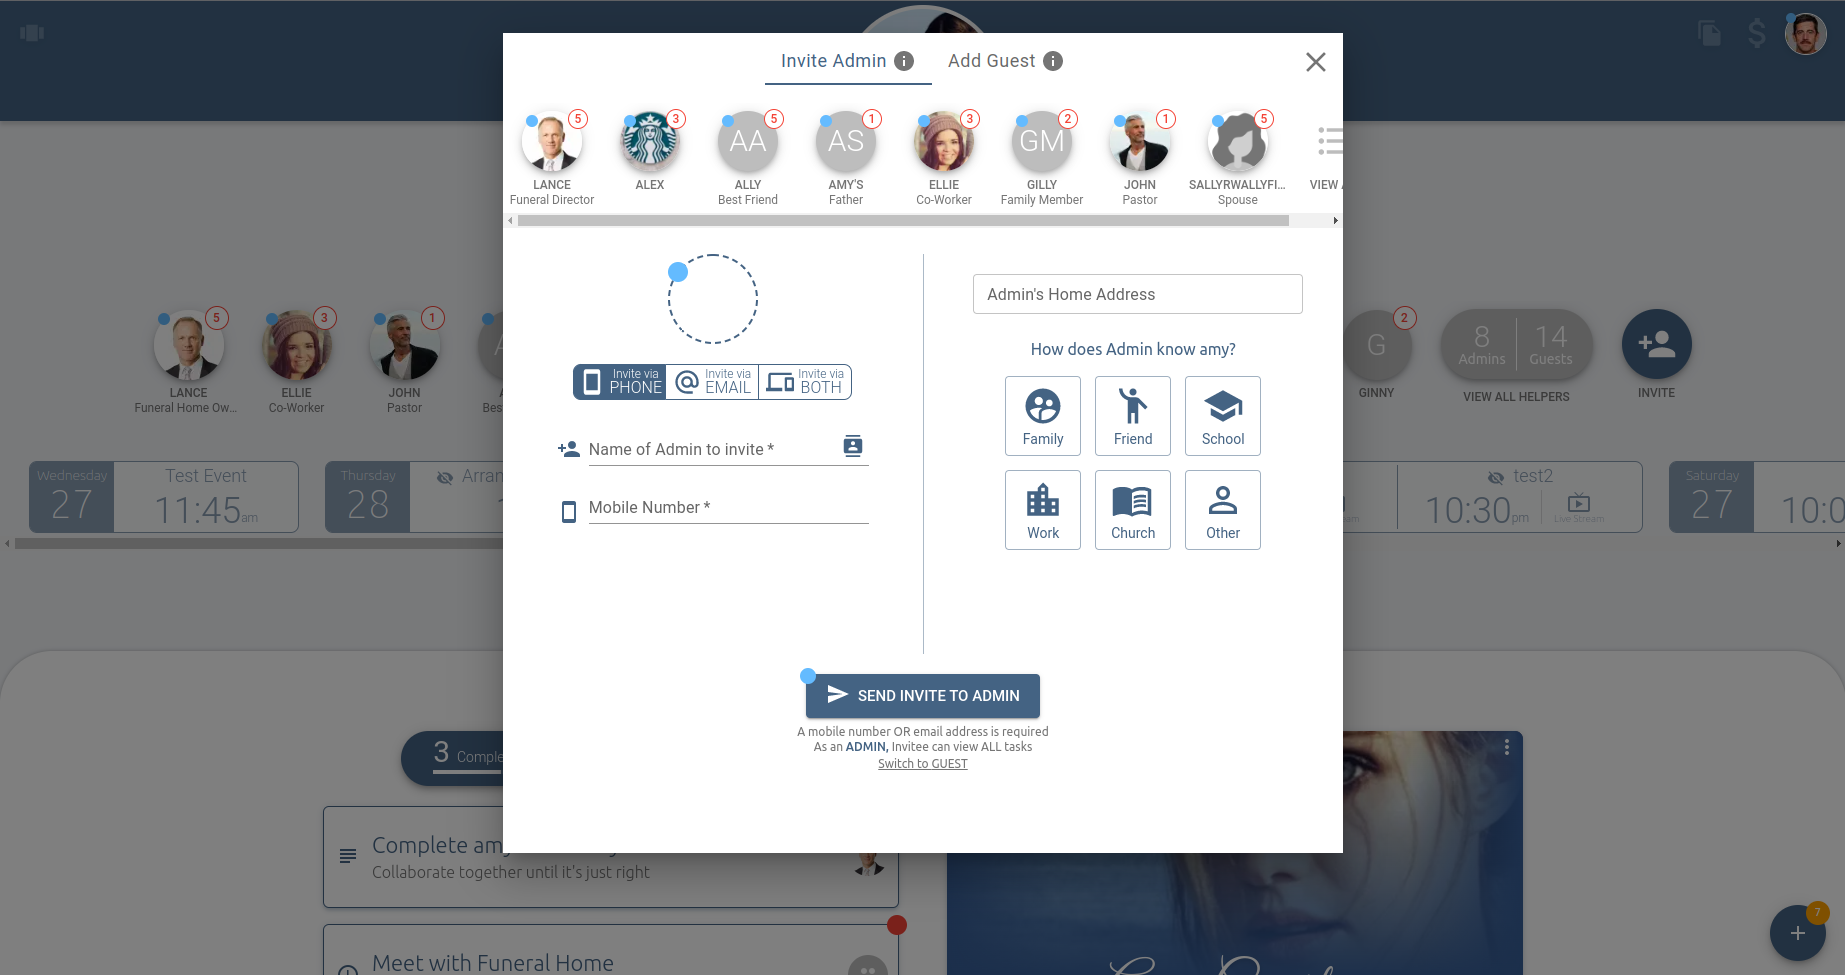 Invite Admin
Add Guest
5
3
5
1
3
2
1
5
AA
AS
GM
LANCE
Funeral Director
ALEX
ALLY
Best Friend
AMY'S
Father
ELLIE
Co-Worker
GILLY
Family Member
JOHN
Pastor
SALLYRWALLYFI...
Spouse
VIEW
Admin's Home Address
How does Admin know amy?
Family
Friend
School
Work
Church
Other
Invite via
PHONE
Invite via
EMAIL
Invite via
BOTH
Name of Admin to invite *
Mobile Number *
SEND INVITE TO ADMIN
A mobile number OR email address is required
As an ADMIN, Invitee can view ALL tasks
Switch to GUEST
5
3
1
2
G
8
Admins
14
Guests
LANCE
Funeral Home Ow...
ELLIE
Co-Worker
JOHN
Pastor
Bes
GINNY
VIEW ALL HELPERS
INVITE
Wednesday
27
Test Event
11:45am
Thursday
28
Arran
test2
10:30pm
Live Stream
Saturday
27
10:0
3 Comple
Complete am
Collaborate together until it's just right
Meet with Funeral Home
7